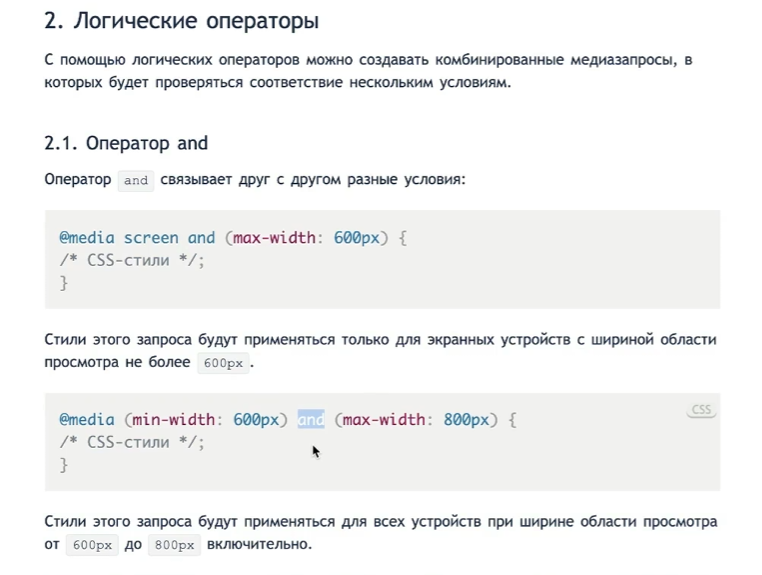 2. Логические операторы
С помощью логических операторов можно создавать комбинированные медиазапросы, в
которых будет проверяться соответствие нескольким условиям.
2.1. Оператор and
Оператор and связывает друг с другом разные условия:
@media screen and (max-width: 600px) {
/* CSS-стили */;
}
Стили этого запроса будут применяться только для экранных устройств с шириной области
просмотра не более 600px.
CSS
@media (min-width: 600px) and (max-width: 800px) {
/* CSS-стили */;
}
Стили этого запроса будут применяться для всех устройств при ширине области просмотра
от 600px до 800px включительно.